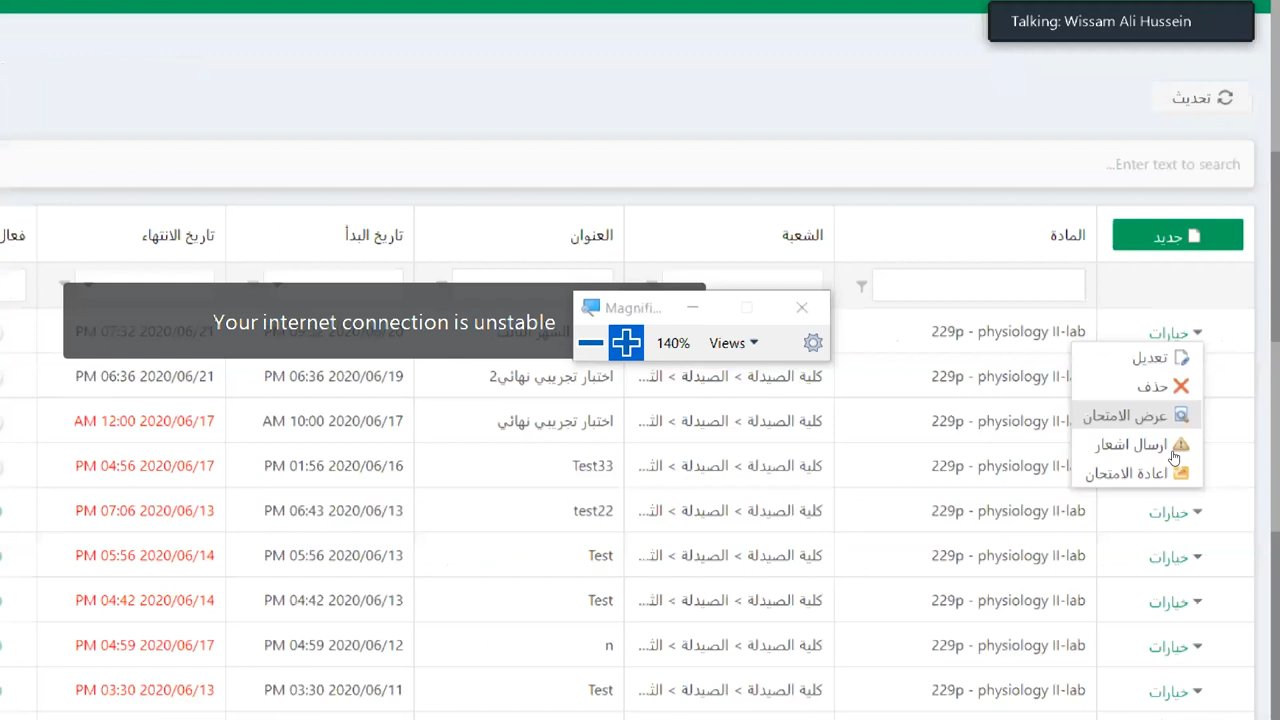 Talking: Wissam Ali Hussein
تحديث
Enter text to search...
جديد
المادة
الشعبة
العنوان
تاريخ البدأ
تاريخ الانتهاء
فعال
Your internet connection is unstable
Magnifi...
140%
Views
خيارات
229p - physiology II-lab
تعديل
حذف
عرض الامتحان
ارسال اشعار
اعادة الامتحان
229p - physiology II-lab كلية الصيدلة > الصيدلة > الث... اختبار تجريبي نهائي2 2020/06/19 06:36 PM 2020/06/21 06:36 PM
229p - physiology II-lab كلية الصيدلة > الصيدلة > الث... اختبار تجريبي نهائي 2020/06/17 10:00 AM 2020/06/17 12:00 AM
229p - physiology II-lab كلية الصيدلة > الصيدلة > الث... Test33 2020/06/16 01:56 PM 2020/06/17 04:56 PM
خيارات 229p - physiology II-lab كلية الصيدلة > الصيدلة > الث... test22 2020/06/13 06:43 PM 2020/06/13 07:06 PM
خيارات 229p - physiology II-lab كلية الصيدلة > الصيدلة > الث... Test 2020/06/13 05:56 PM 2020/06/14 05:56 PM
خيارات 229p - physiology II-lab كلية الصيدلة > الصيدلة > الث... Test 2020/06/13 04:42 PM 2020/06/14 04:42 PM
خيارات 229p - physiology II-lab كلية الصيدلة > الصيدلة > الث... n 2020/06/12 04:59 PM 2020/06/17 04:59 PM
خيارات 229p - physiology II-lab كلية الصيدلة > الصيدلة > الث... Test 2020/06/11 03:30 PM 2020/06/13 03:30 PM